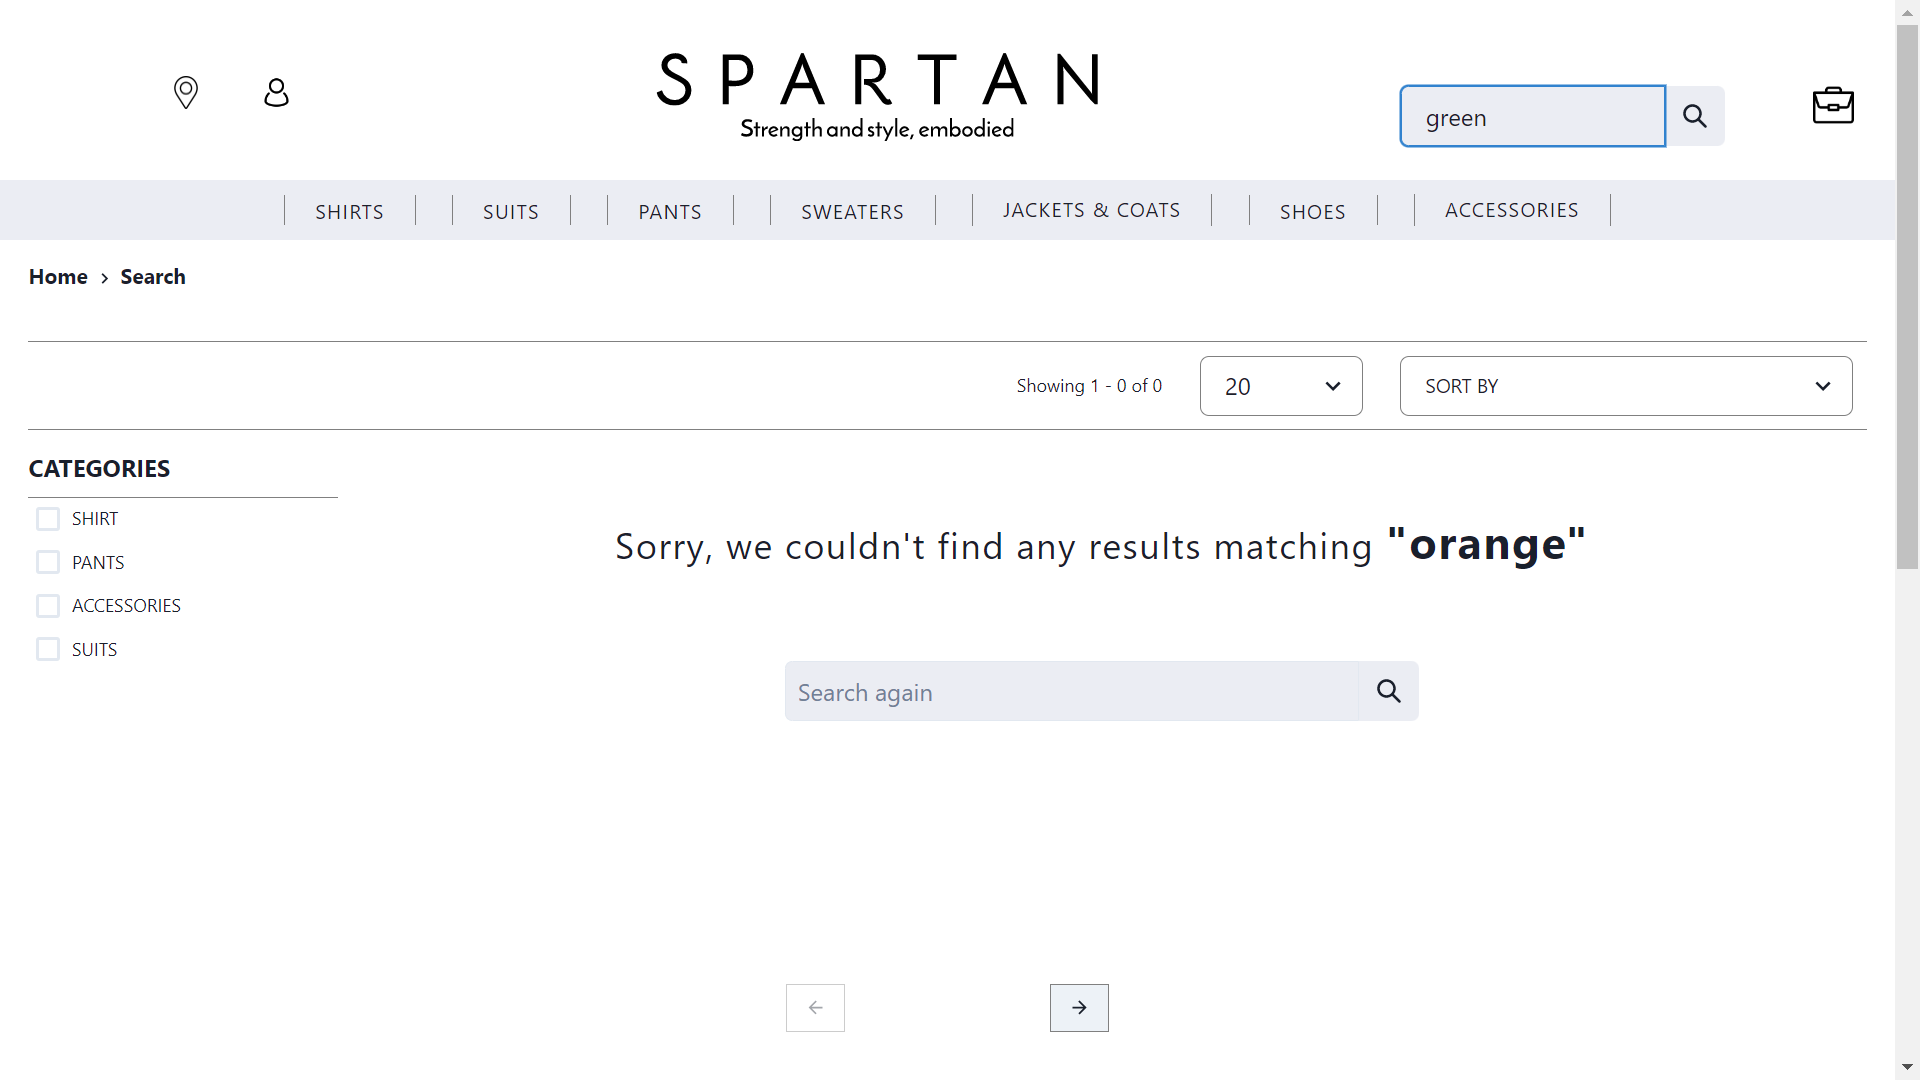 SPARTAN
Strength and style, embodied
green
SHIRTS
SUITS
PANTS
SWEATERS
JACKETS & COATS
SHOES
ACCESSORIES
Home › Search
Showing 1 - 0 of 0
20
SORT BY
CATEGORIES
SHIRT
PANTS
ACCESSORIES
SUITS
Sorry, we couldn't find any results matching "orange"
Search again